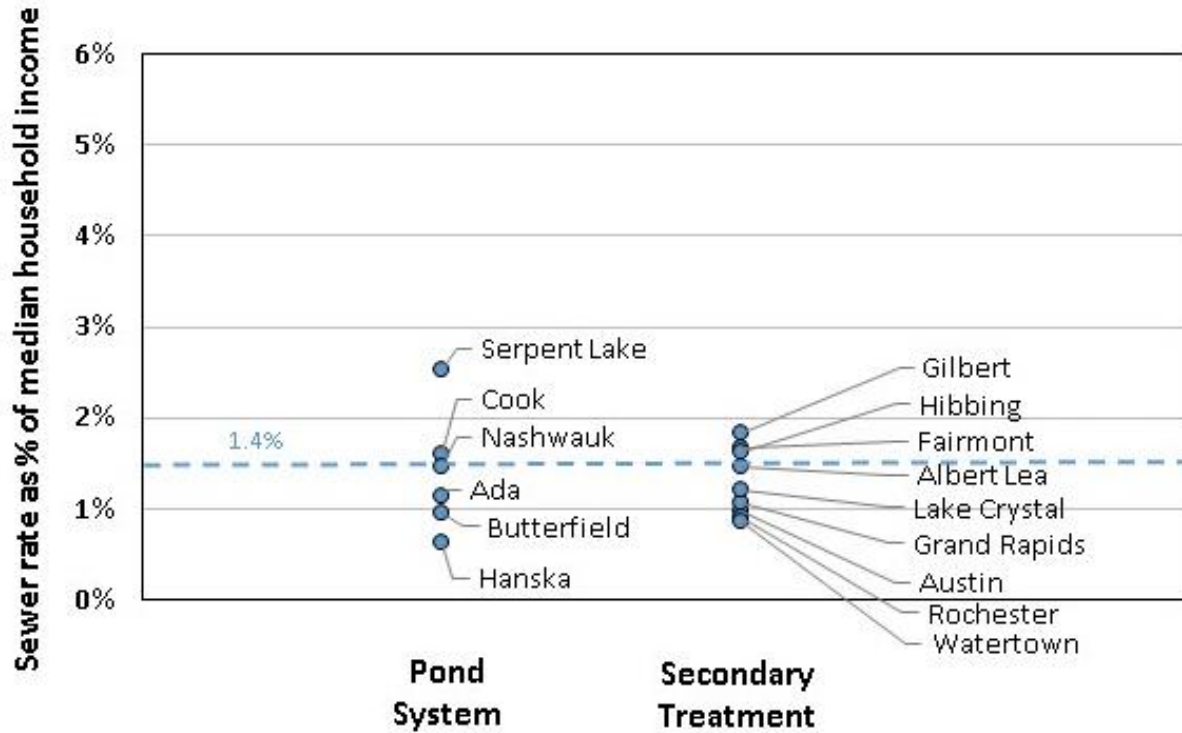 Sewer rate as % of median household income
6%
5%
4%
3%
2%
1%
0%
1.4%
Serpent Lake
Cook
Nashwauk
Ada
Butterfield
Hanska
Gilbert
Hibbing
Fairmont
Albert Lea
Lake Crystal
Grand Rapids
Austin
Rochester
Watertown
Pond
System
Secondary
Treatment